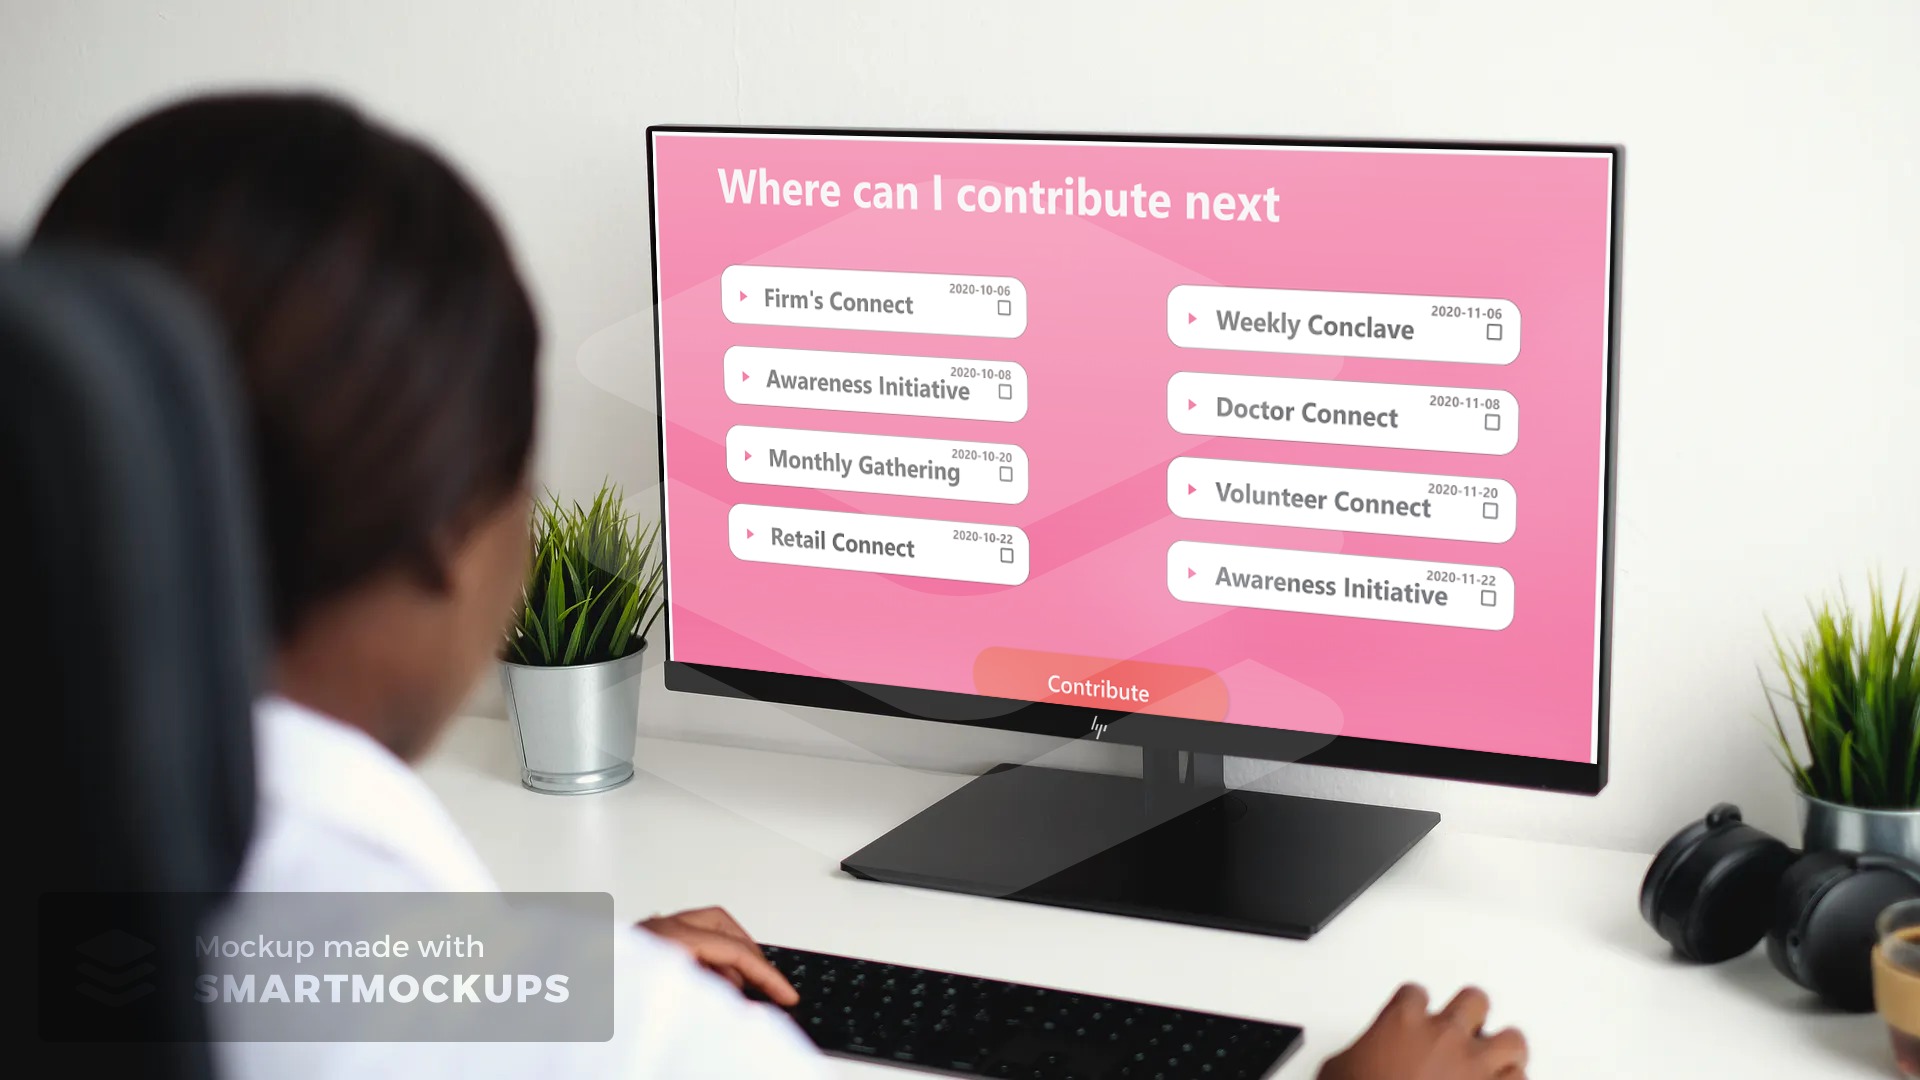 Where can I contribute next
Firm's Connect
2020-10-06
Awareness Initiative
2020-10-08
Monthly Gathering
2020-10-20
Retail Connect
2020-10-22
Weekly Conclave
2020-11-06
Doctor Connect
2020-11-08
Volunteer Connect
2020-11-20
Awareness Initiative
2020-11-22
Contribute
hp
Mockup made with
SMARTMOCKUPS